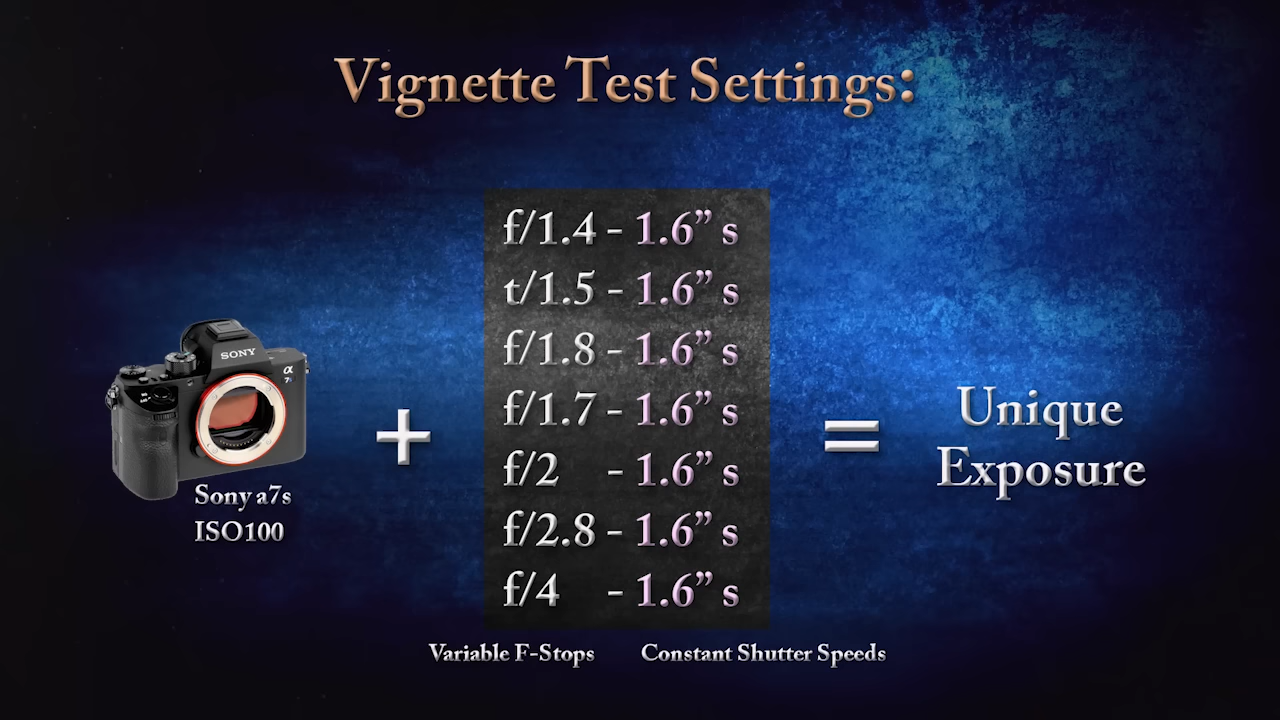 Vignette Test Settings:
f/1.4 - 1.6” s
t/1.5 - 1.6” s
f/1.8 - 1.6” s
f/1.7 - 1.6” s
f/2 - 1.6” s
f/2.8 - 1.6” s
f/4 - 1.6” s
SONY
α
7s
+
=
Unique
Exposure
Sony a7s
ISO100
Variable F-Stops
Constant Shutter Speeds